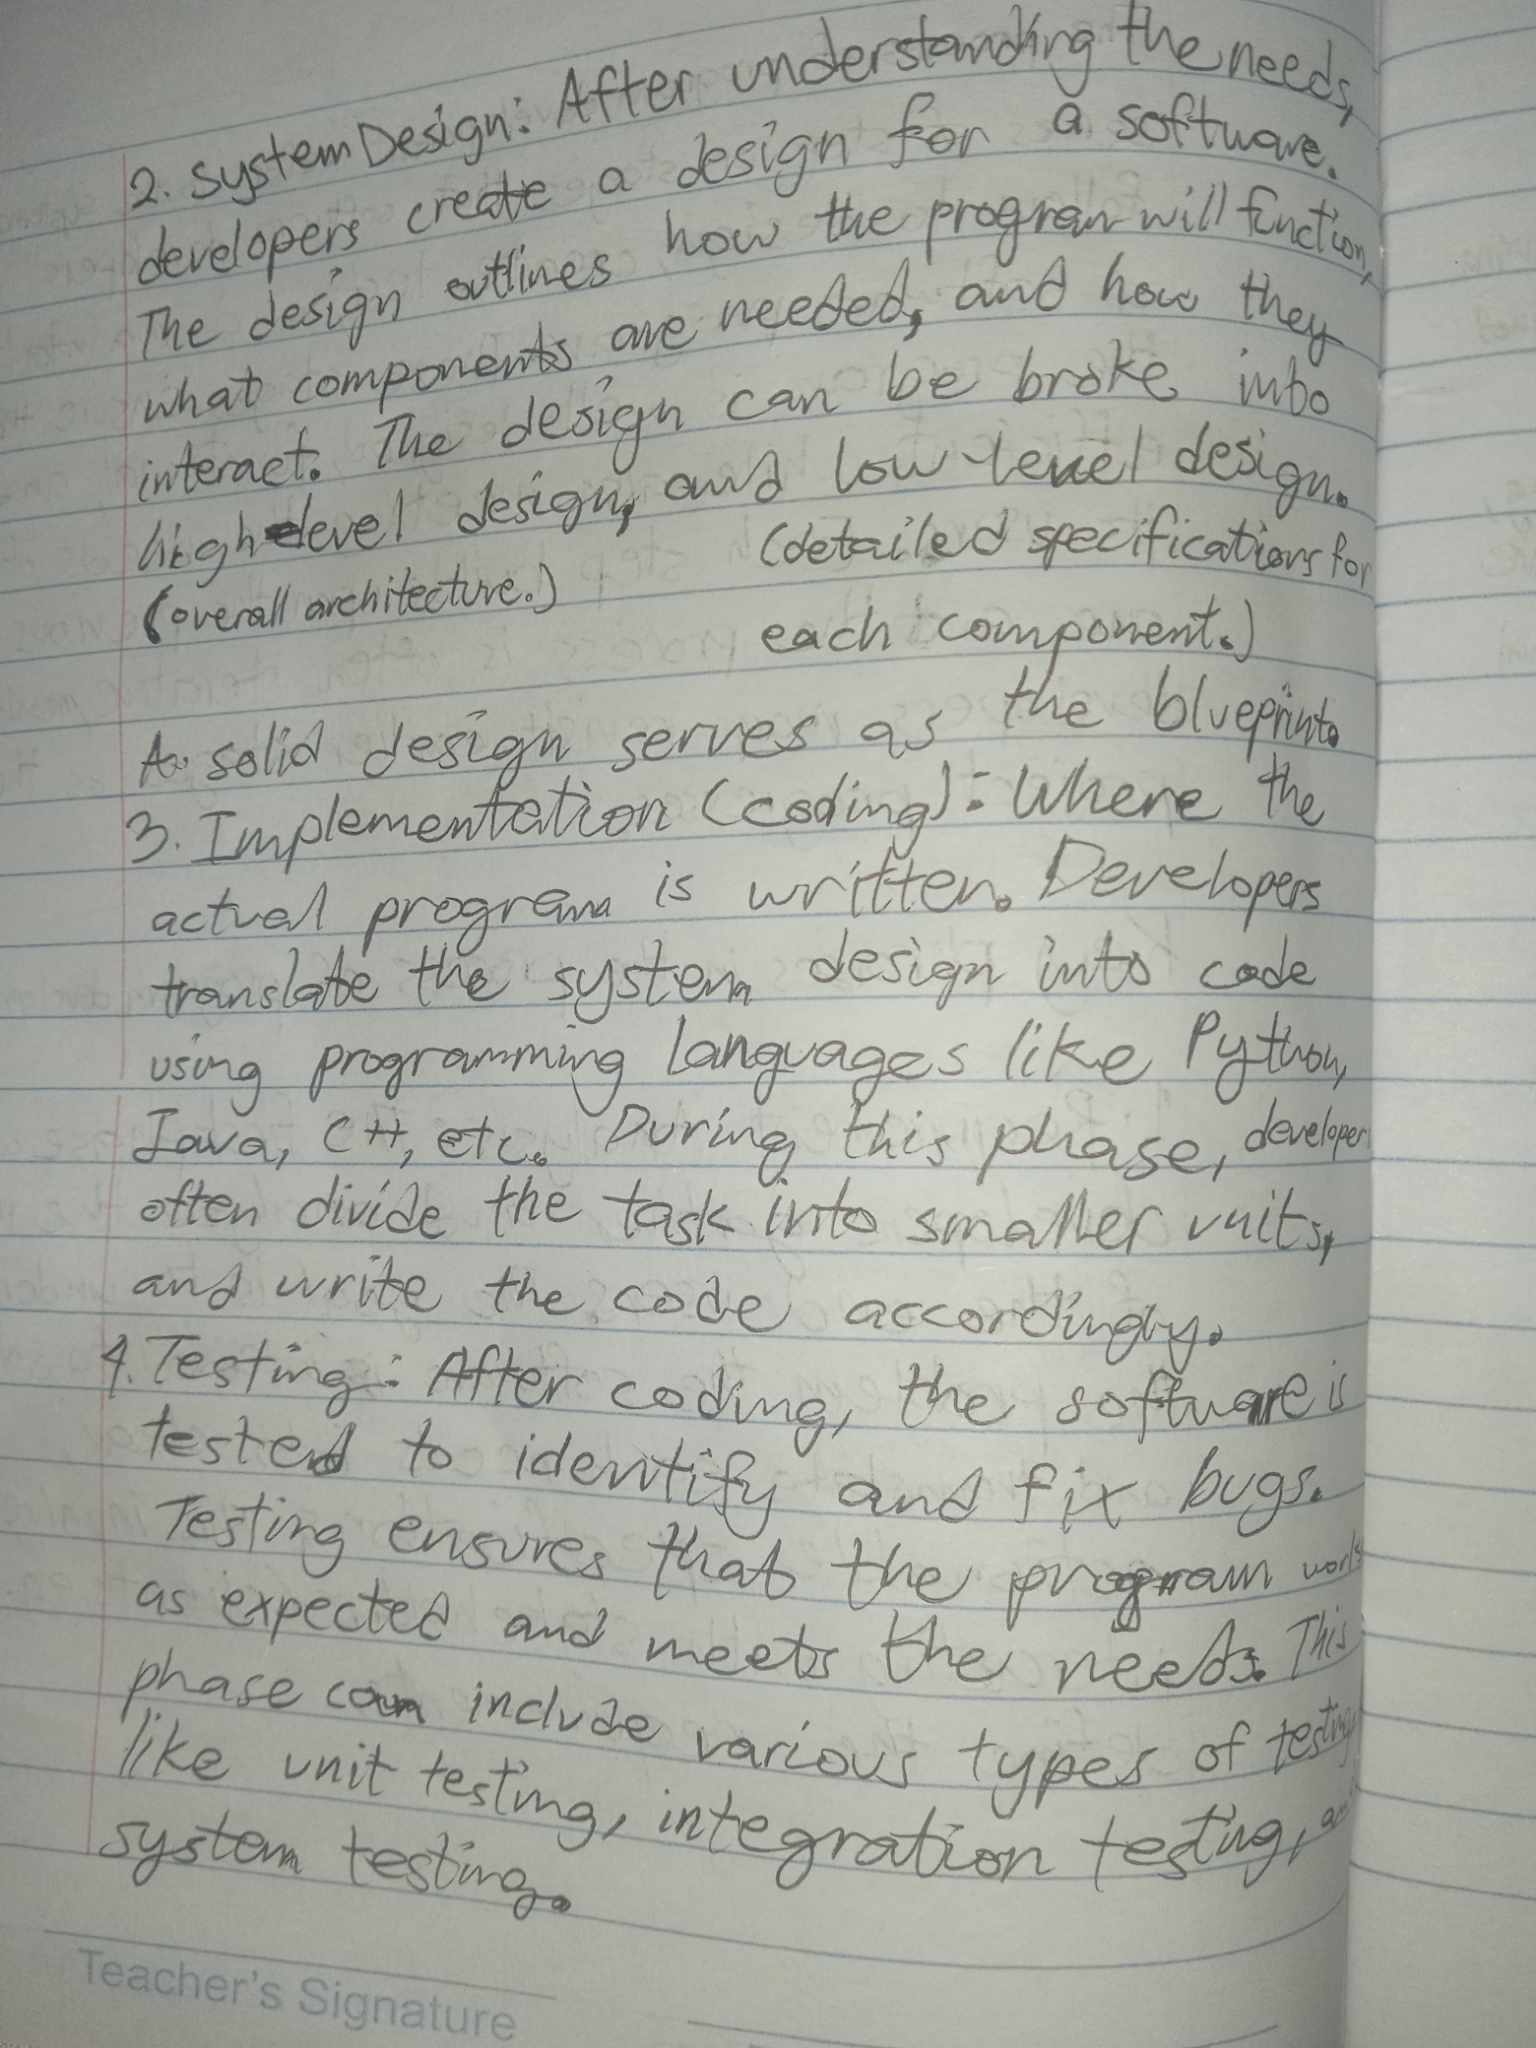 2. System Design: After understanding the needs,
developers create a design for a software.
The design outlines how the program will function,
what components are needed, and how they
interact. The design can be broke into
high-level design, and low-level design.
(overall architecture.) (detailed specifications for
each component.)
A solid design serves as the blueprint.
3. Implementation (coding): Where the
actual program is written. Developers
translate the system design into code
using programming languages like Python,
Java, C++, etc. During this phase, developer
often divide the task into smaller units,
and write the code accordingly.
4. Testing: After coding, the software is
tested to identify and fix bugs.
Testing ensures that the program works
as expected and meets the needs. This
phase can include various types of testing
like unit testing, integration testing, and
system testing.
Teacher's Signature